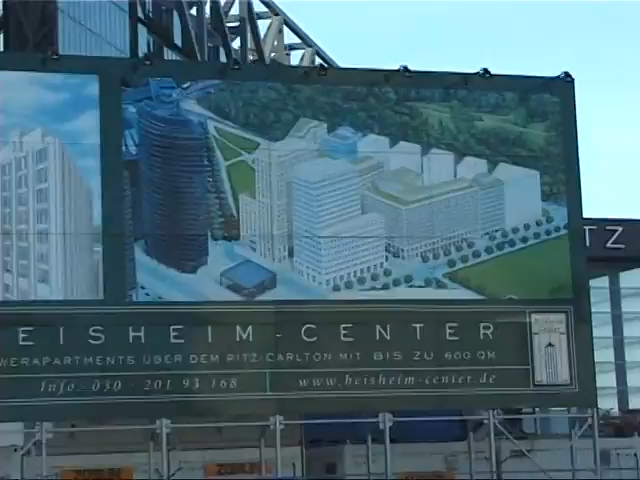 EISHEIM-CENTER
WERAPARTMENTS ÜBER DEM RITZ-CARLTON MIT BIS ZU 600 QM
Info - 030 - 201 93 168
www.beisheim-center.de
TZ